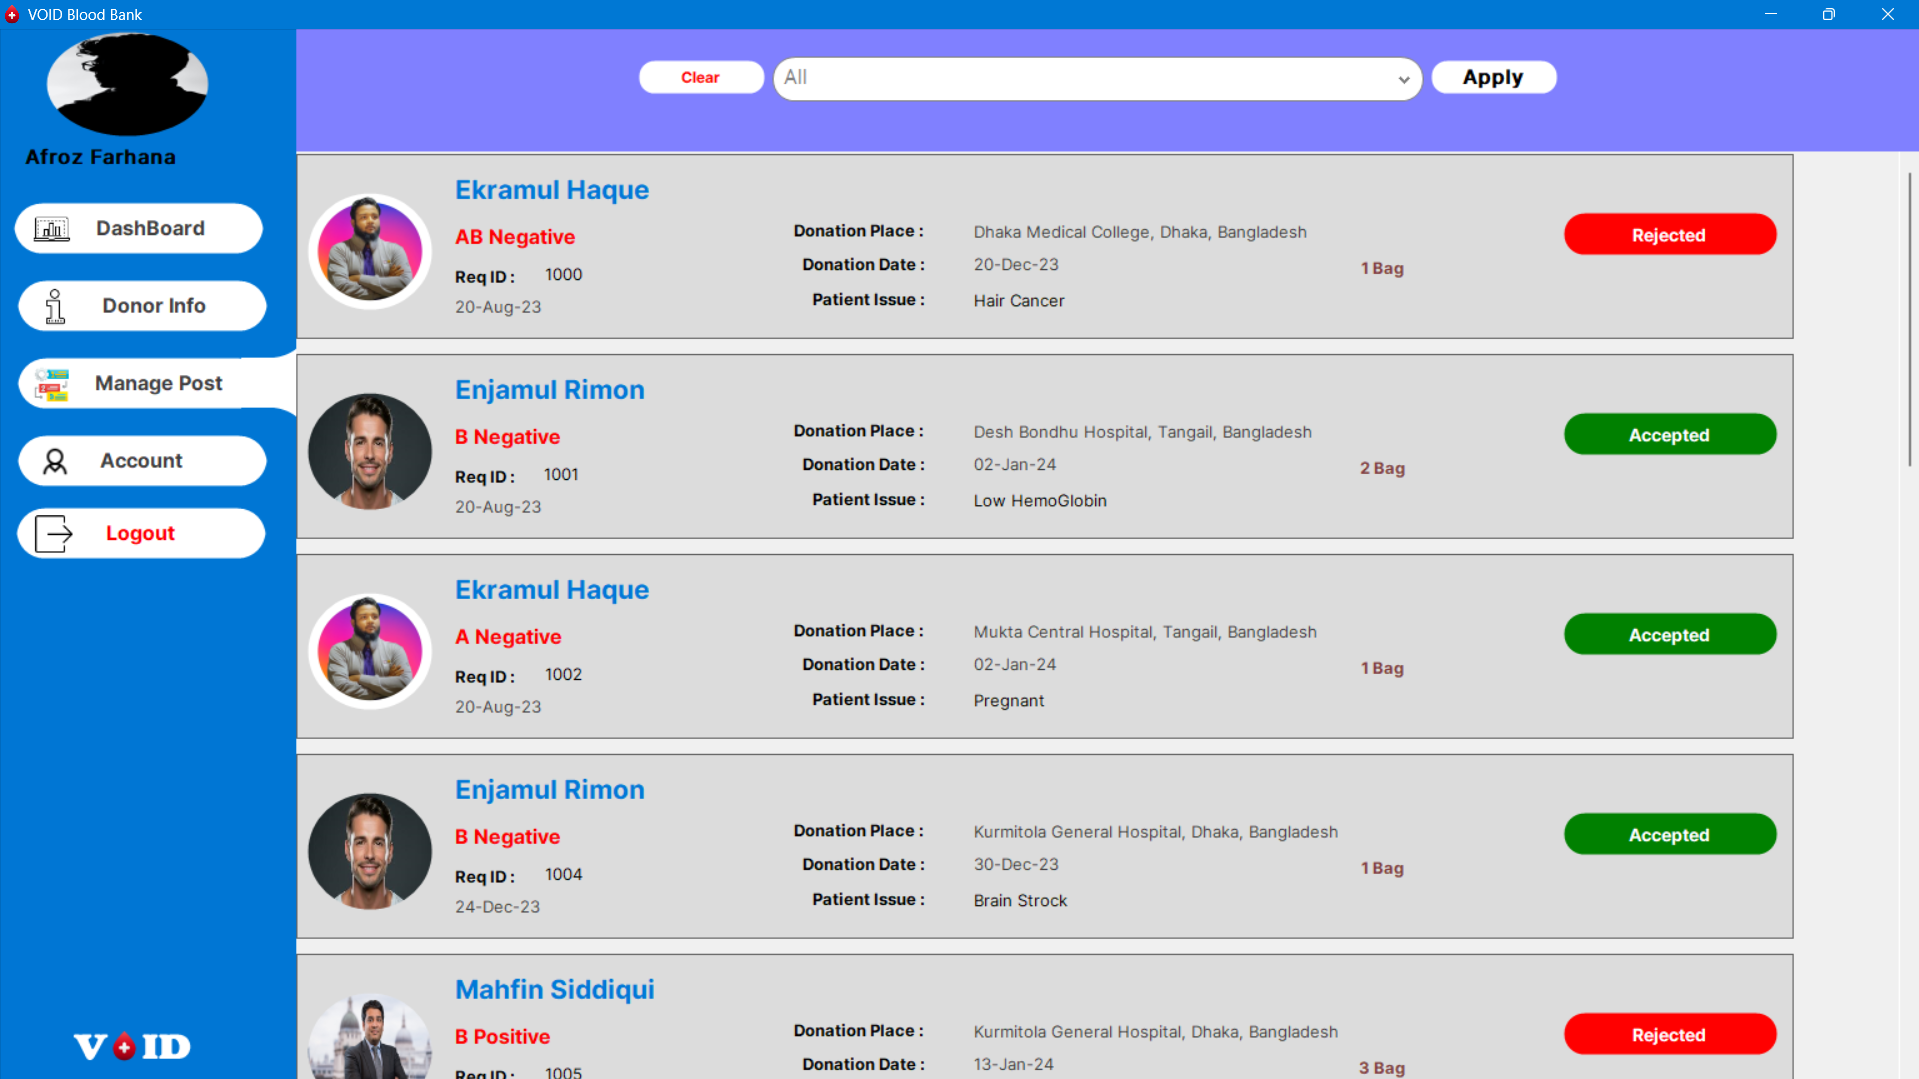 VOID Blood Bank
Afroz Farhana
DashBoard
Donor Info
Manage Post
Account
Logout
VOID
Clear
All
Apply
Ekramul Haque
AB Negative
Req ID : 1000
20-Aug-23
Donation Place : Dhaka Medical College, Dhaka, Bangladesh
Donation Date : 20-Dec-23
Patient Issue : Hair Cancer
1 Bag
Rejected
Enjamul Rimon
B Negative
Req ID : 1001
20-Aug-23
Donation Place : Desh Bondhu Hospital, Tangail, Bangladesh
Donation Date : 02-Jan-24
Patient Issue : Low HemoGlobin
2 Bag
Accepted
Ekramul Haque
A Negative
Req ID : 1002
20-Aug-23
Donation Place : Mukta Central Hospital, Tangail, Bangladesh
Donation Date : 02-Jan-24
Patient Issue : Pregnant
1 Bag
Accepted
Enjamul Rimon
B Negative
Req ID : 1004
24-Dec-23
Donation Place : Kurmitola General Hospital, Dhaka, Bangladesh
Donation Date : 30-Dec-23
Patient Issue : Brain Strock
1 Bag
Accepted
Mahfin Siddiqui
B Positive
Req ID : 1005
Donation Place : Kurmitola General Hospital, Dhaka, Bangladesh
Donation Date : 13-Jan-24
3 Bag
Rejected